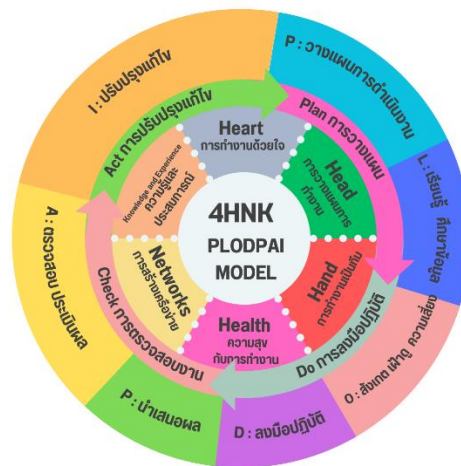 4HNK
PLODPAI
MODEL
Heart
การทำงานด้วยใจ
Head
การวางแผนการ
ทำงาน
Hand
การทำงานเป็นทีม
Health
ความสุข
กับการทำงาน
Networks
การสร้างเครือข่าย
Knowledge and Experience
ความรู้และ
ประสบการณ์
Plan การวางแผน
Do การลงมือปฏิบัติ
Check การตรวจสอบงาน
Act การปรับปรุงแก้ไข
P : วางแผนการดำเนินงาน
L : เรียนรู้ ศึกษาข้อมูล
O : สังเกต เฝ้าดู ความเสี่ยง
D : ลงมือปฏิบัติ
P : นำเสนอผล
A : ตรวจสอบ ประเมินผล
I : ปรับปรุงแก้ไข